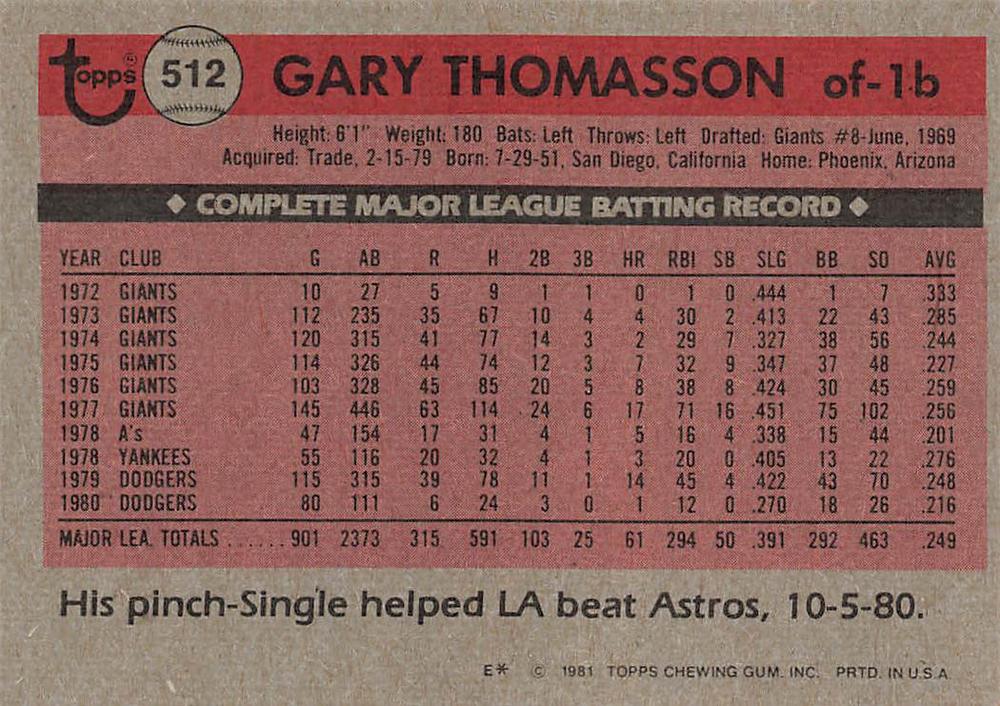 Topps® 512 GARY THOMASSON of-1b
Height: 6'1" Weight: 180 Bats: Left Throws: Left Drafted: Giants #8-June, 1969
Acquired: Trade, 2-15-79 Born: 7-29-51, San Diego, California Home: Phoenix, Arizona
◆ COMPLETE MAJOR LEAGUE BATTING RECORD ◆
YEAR CLUB G AB R H 2B 3B HR RBI SB SLG BB SO AVG
1972 GIANTS 10 27 5 9 1 1 0 1 0 .444 1 7 .333
1973 GIANTS 112 235 35 67 10 4 4 30 2 .413 22 43 .285
1974 GIANTS 120 315 41 77 14 3 2 29 7 .327 38 56 .244
1975 GIANTS 114 326 44 74 12 3 7 32 9 .347 37 48 .227
1976 GIANTS 103 328 45 85 20 5 8 38 8 .424 30 45 .259
1977 GIANTS 145 446 63 114 24 6 17 71 16 .451 75 102 .256
1978 A's 47 154 17 31 4 1 5 16 4 .338 15 44 .201
1978 YANKEES 55 116 20 32 4 1 3 20 0 .405 13 22 .276
1979 DODGERS 115 315 39 78 11 1 14 45 4 .422 43 70 .248
1980 DODGERS 80 111 6 24 3 0 1 12 0 .270 18 26 .216
MAJOR LEA. TOTALS ...... 901 2373 315 591 103 25 61 294 50 .391 292 463 .249
His pinch-Single helped LA beat Astros, 10-5-80.
E* © 1981 TOPPS CHEWING GUM. INC. PRTD. IN U.S.A.